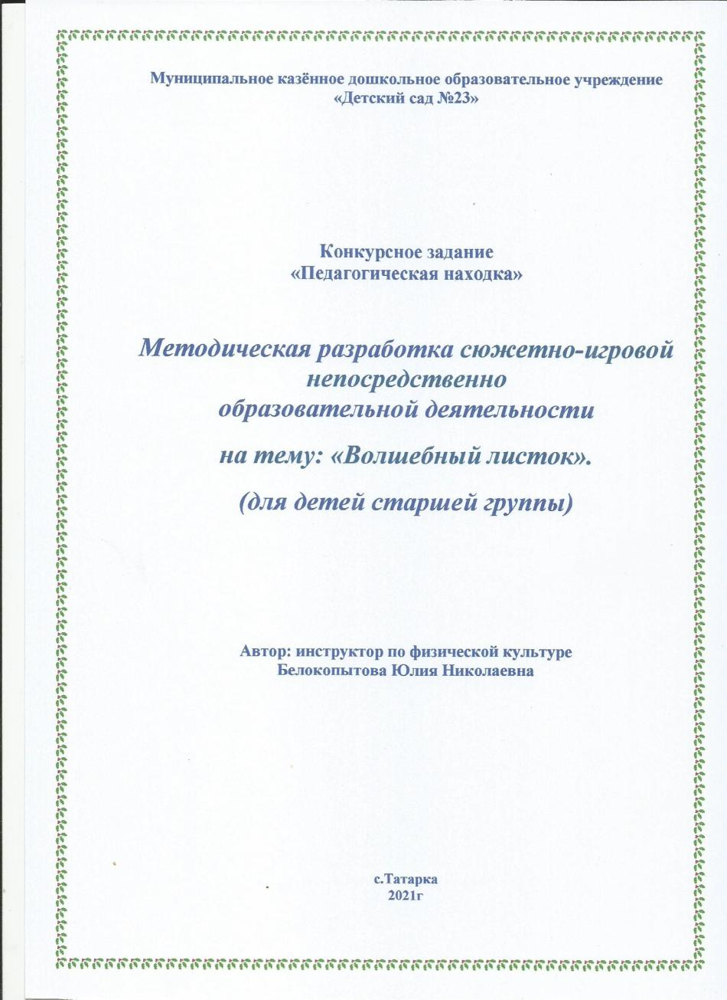 Муниципальное казённое дошкольное образовательное учреждение
«Детский сад №23»
Конкурсное задание
«Педагогическая находка»
Методическая разработка сюжетно-игровой
непосредственно
образовательной деятельности
на тему: «Волшебный листок».
(для детей старшей группы)
Автор: инструктор по физической культуре
Белокопытова Юлия Николаевна
с.Татарка
2021г